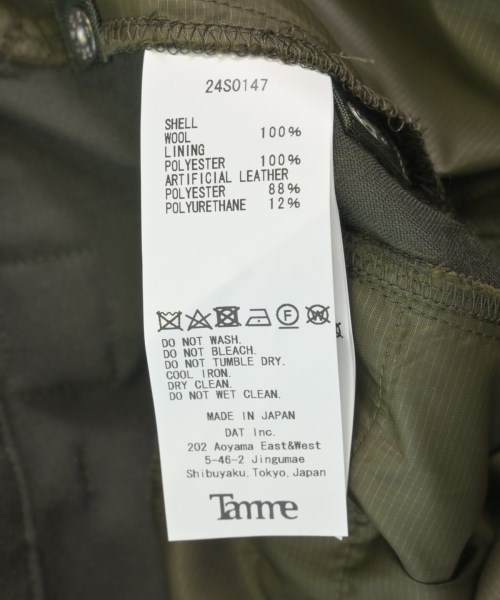 24S0147
SHELL
WOOL 100%
LINING
POLYESTER 100%
ARTIFICIAL LEATHER
POLYESTER 88%
POLYURETHANE 12%
P W
DO NOT WASH.
DO NOT BLEACH.
DO NOT TUMBLE DRY.
COOL IRON.
DRY CLEAN.
DO NOT WET CLEAN.
MADE IN JAPAN
DAT Inc.
202 Aoyama East&West
5-46-2 Jingumae
Shibuyaku, Tokyo, Japan
Tamme